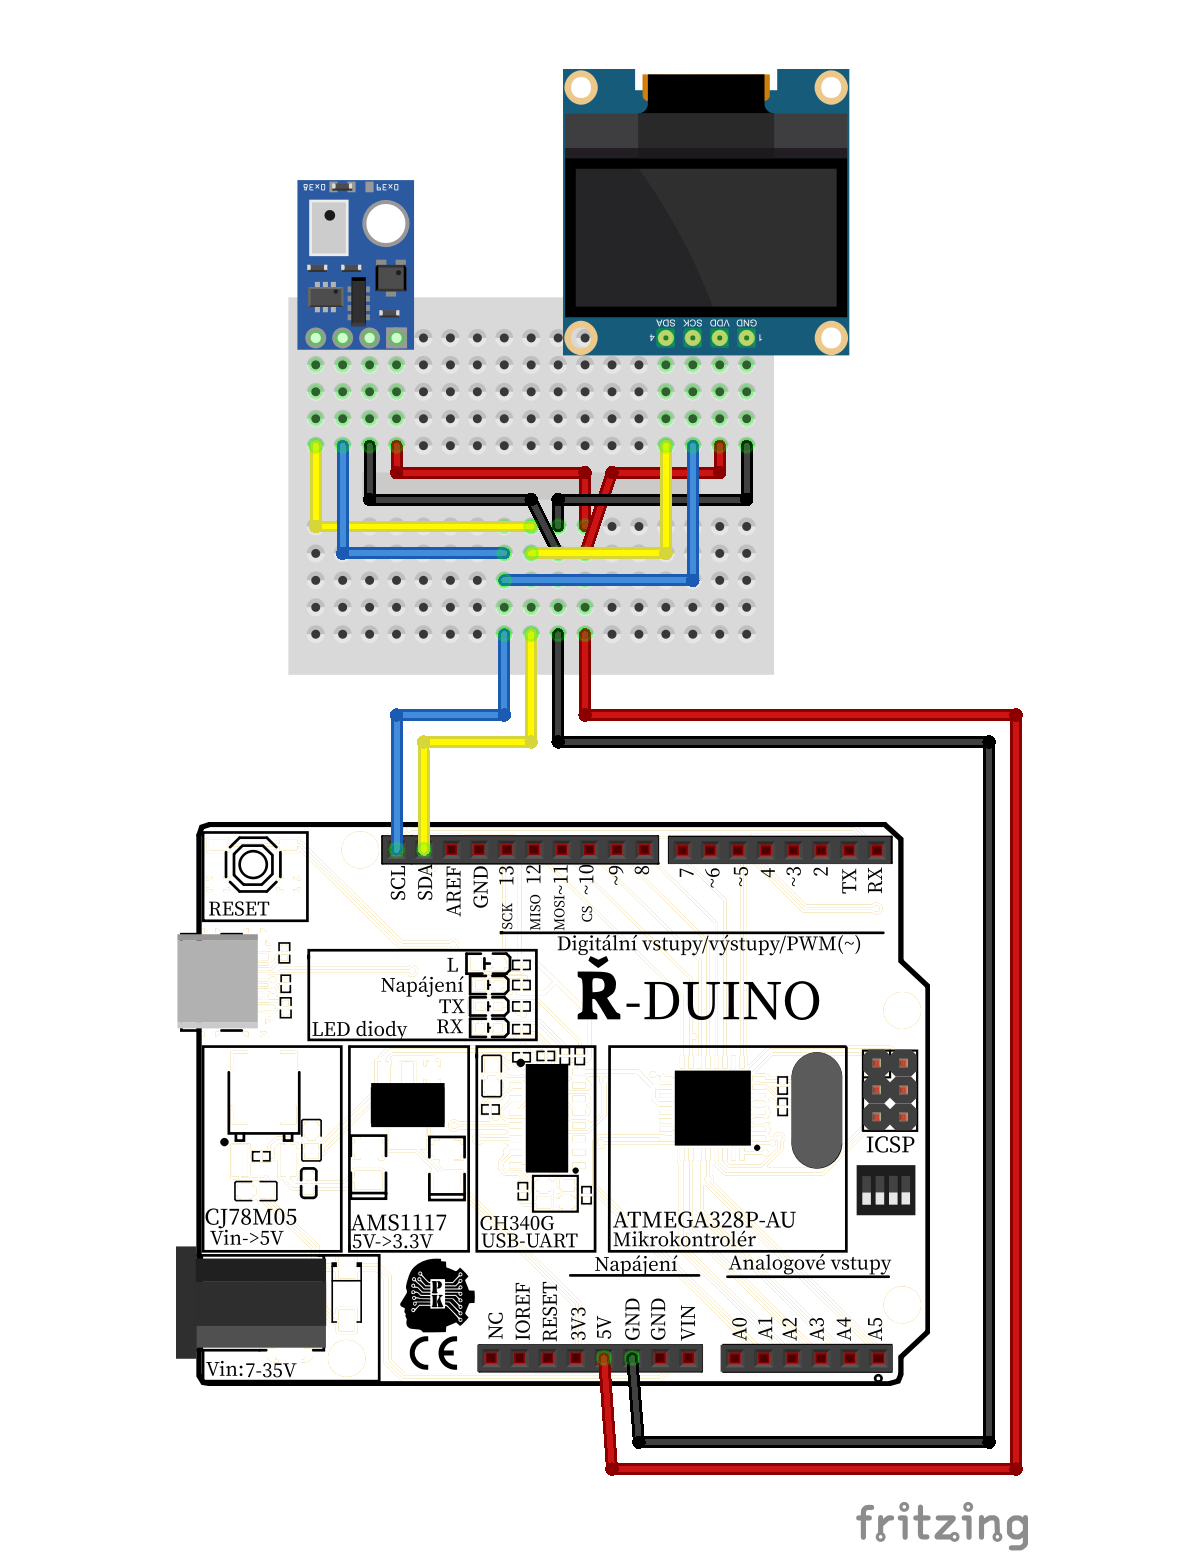 0x38 0x39
SDA SCK VDD GND
4 1
SCL SDA AREF GND 13 12 ~11 ~10 ~9 8 7 ~6 ~5 4 ~3 2 TX RX
SCK MISO MOSI CS
RESET
Digitální vstupy/výstupy/PWM(~)
L
Napájení
TX
RX
LED diody
Ř-DUINO
ICSP
CJ78M05
Vin->5V
AMS1117
5V->3.3V
CH340G
USB-UART
ATMEGA328P-AU
Mikrokontrolér
Napájení
Analogové vstupy
NC IOREF RESET 3V3 5V GND GND VIN A0 A1 A2 A3 A4 A5
PK
CE
Vin:7-35V
fritzing